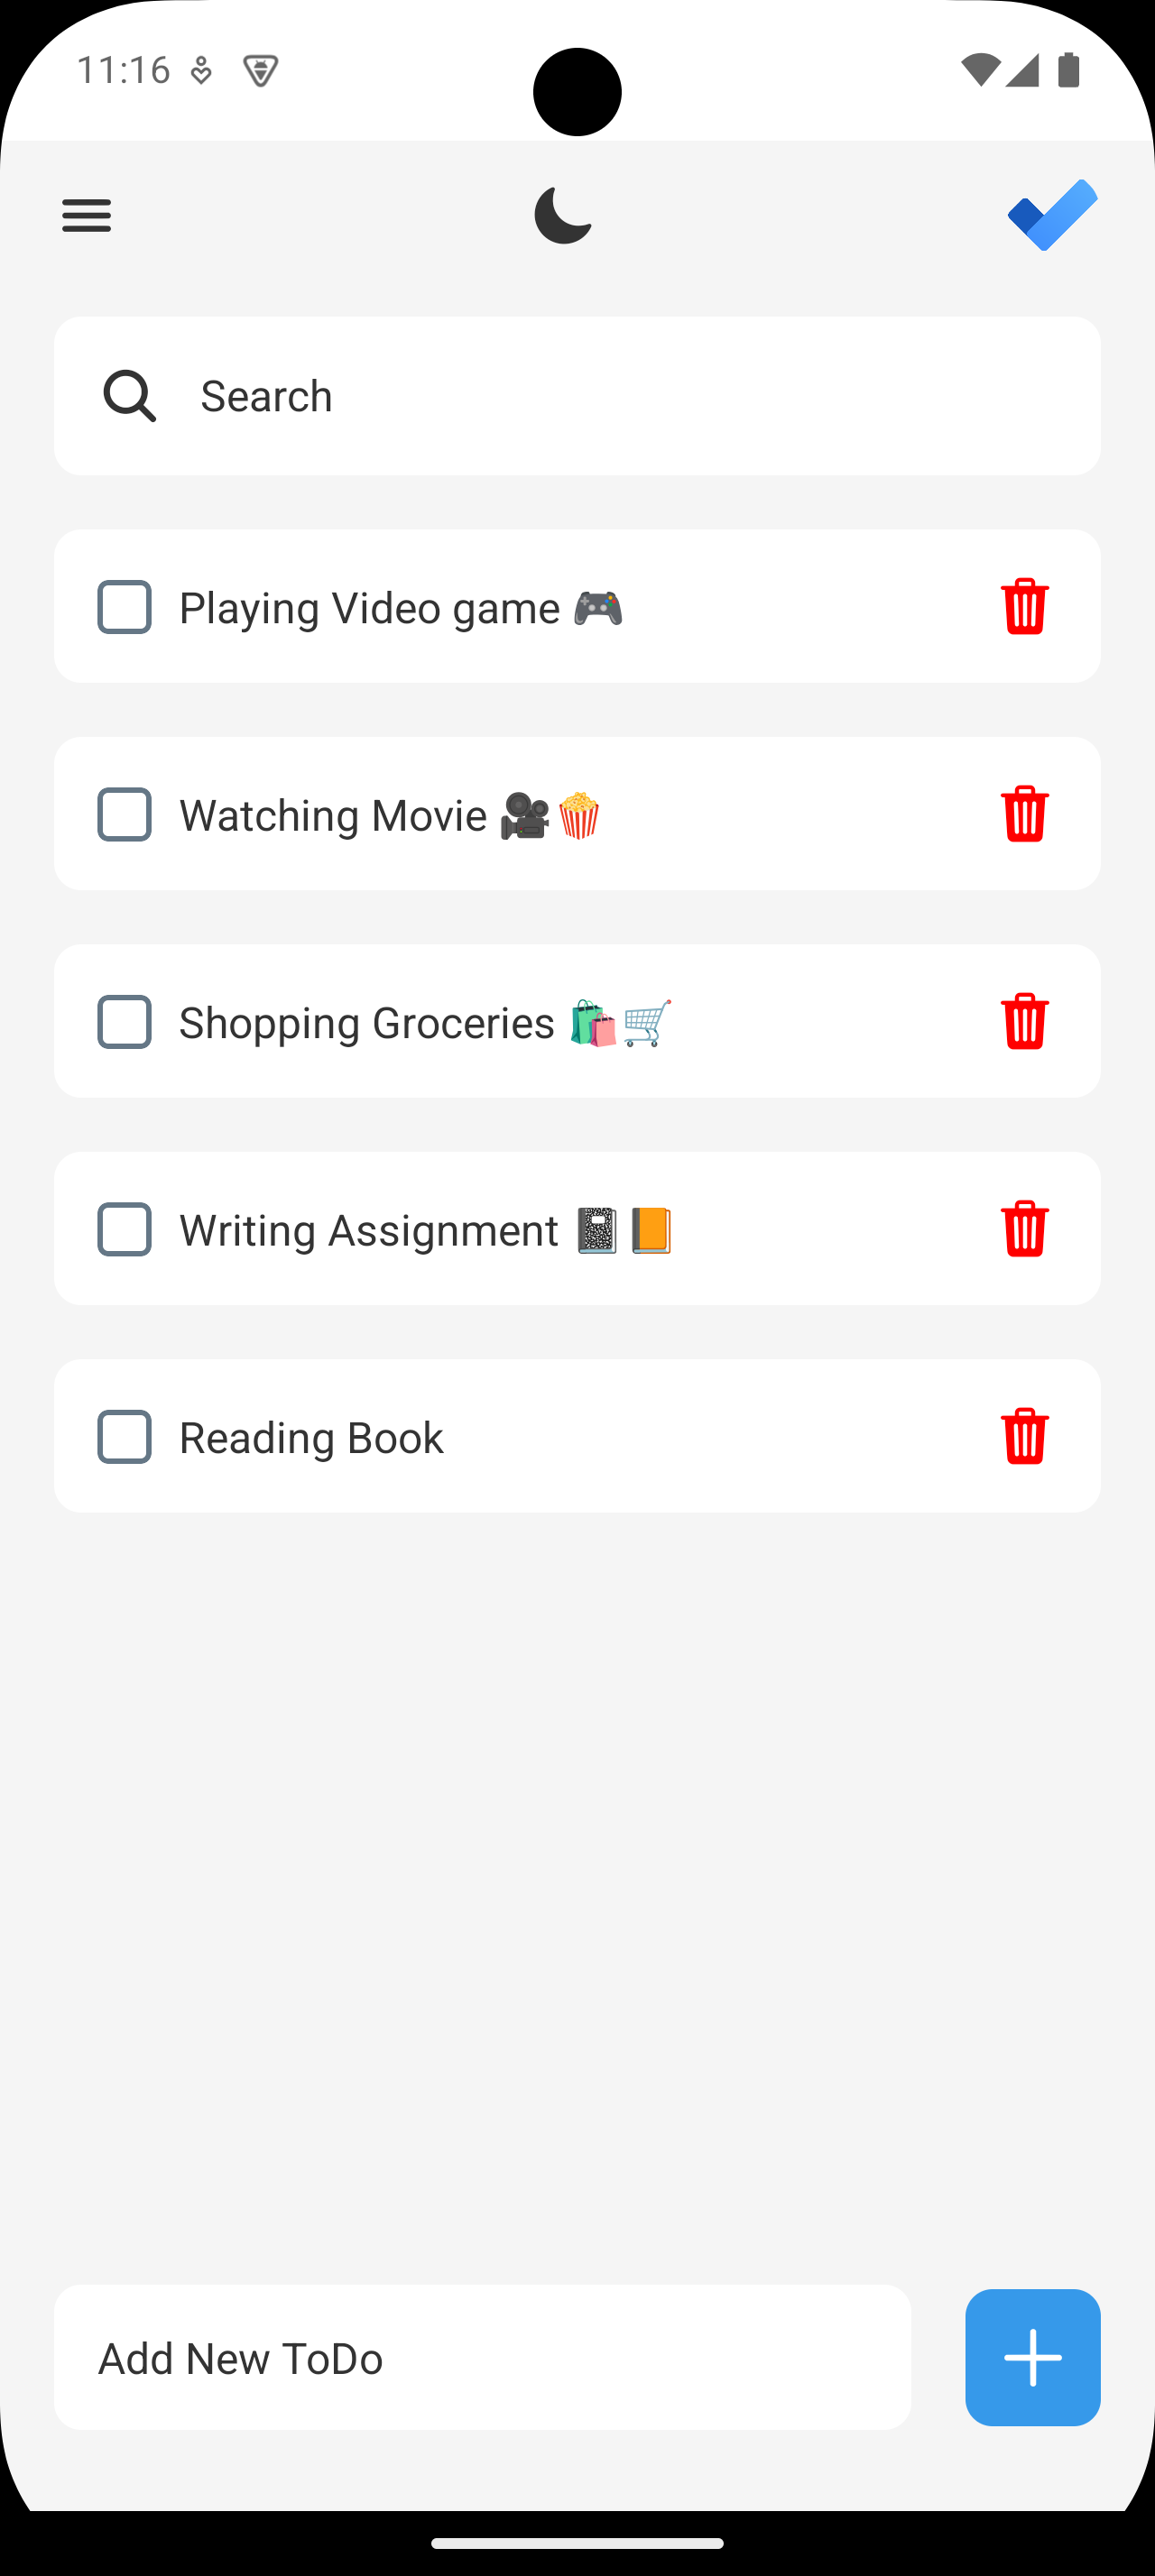 11:16
Search
Playing Video game 🎮
Watching Movie 🎥🍿
Shopping Groceries 🛍️🛒
Writing Assignment 📓📙
Reading Book
Add New ToDo